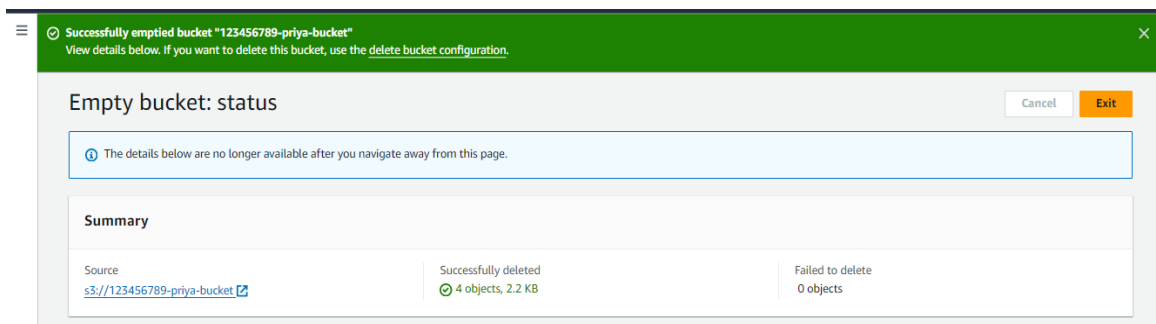 Successfully emptied bucket "123456789-priya-bucket"
View details below. If you want to delete this bucket, use the delete bucket configuration.
Empty bucket: status
Cancel
Exit
The details below are no longer available after you navigate away from this page.
Summary
Source
Successfully deleted
Failed to delete
s3://123456789-priya-bucket
4 objects, 2.2 KB
0 objects